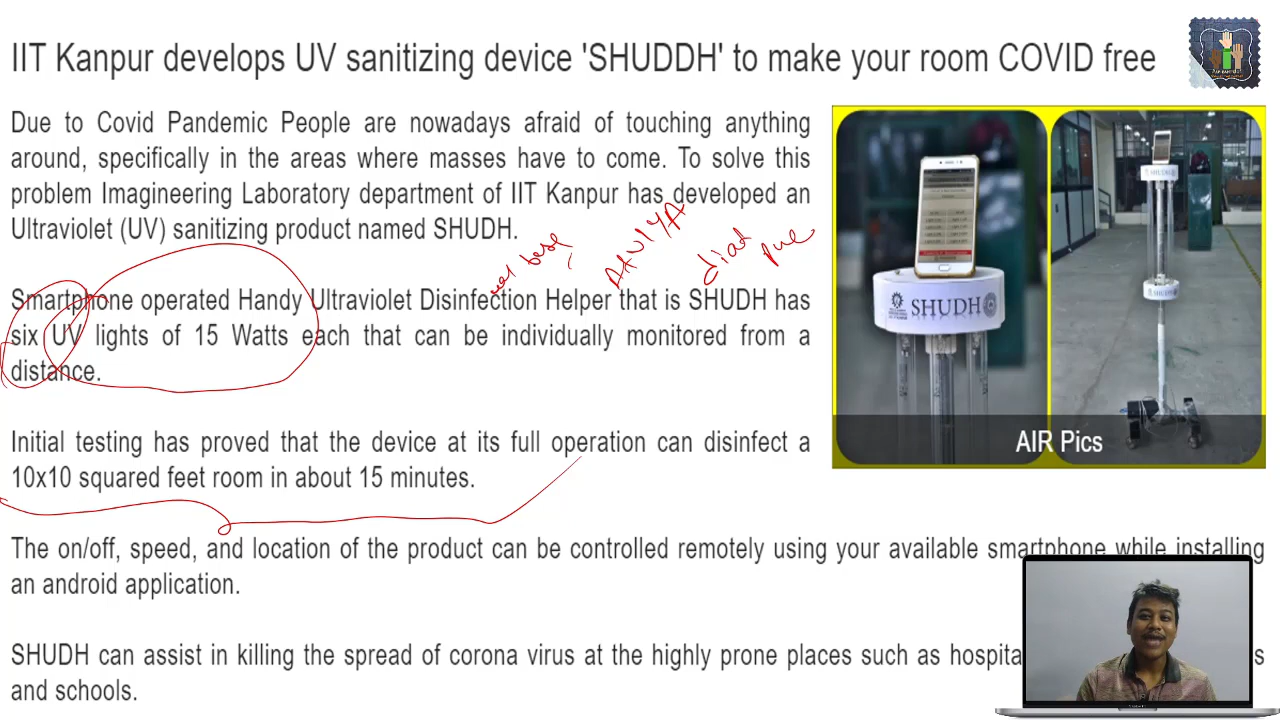 IIT Kanpur develops UV sanitizing device 'SHUDDH' to make your room COVID free
Due to Covid Pandemic People are nowadays afraid of touching anything
around, specifically in the areas where masses have to come. To solve this
problem Imagineering Laboratory department of IIT Kanpur has developed an
Ultraviolet (UV) sanitizing product named SHUDH.
Smartphone operated Handy Ultraviolet Disinfection Helper that is SHUDH has
six UV lights of 15 Watts each that can be individually monitored from a
distance.
Initial testing has proved that the device at its full operation can disinfect a
10x10 squared feet room in about 15 minutes.
The on/off, speed, and location of the product can be controlled remotely using your available smartphone while installing
an android application.
SHUDH can assist in killing the spread of corona virus at the highly prone places such as
and schools.
SHUDH
SHUDH
SHUDH
AIR Pics